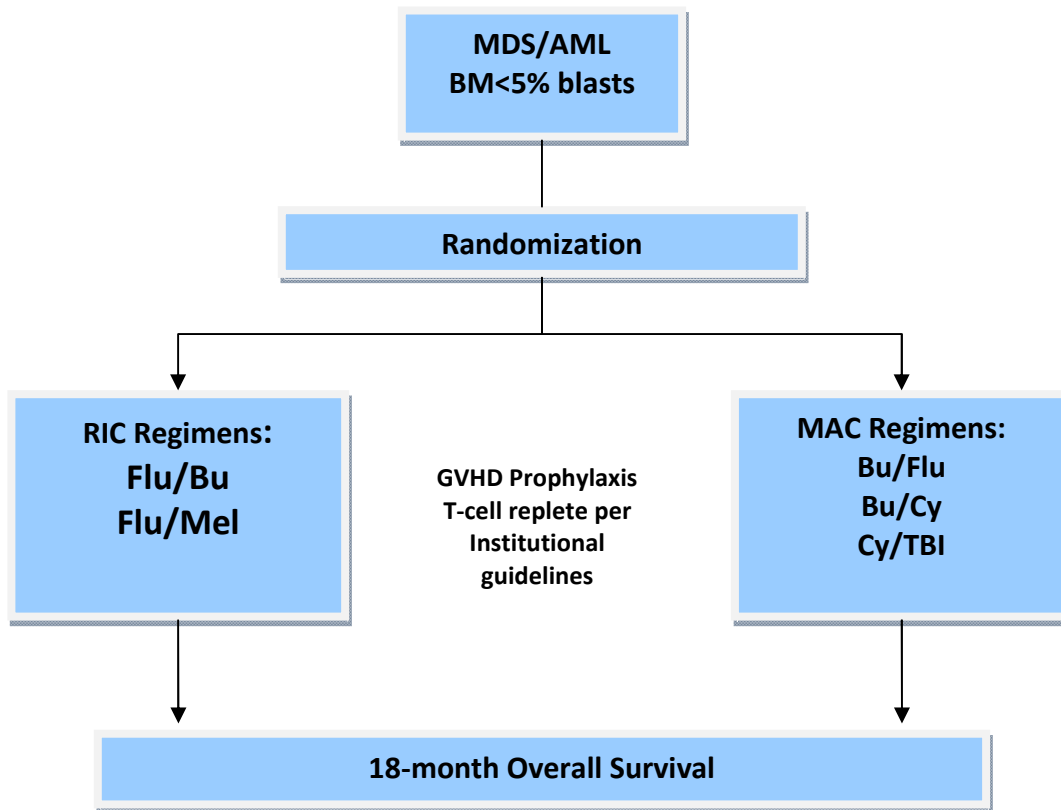 MDS/AML
BM<5% blasts
Randomization
RIC Regimens:
Flu/Bu
Flu/Mel
GVHD Prophylaxis
T-cell replete per
Institutional
guidelines
MAC Regimens:
Bu/Flu
Bu/Cy
Cy/TBI
18-month Overall Survival